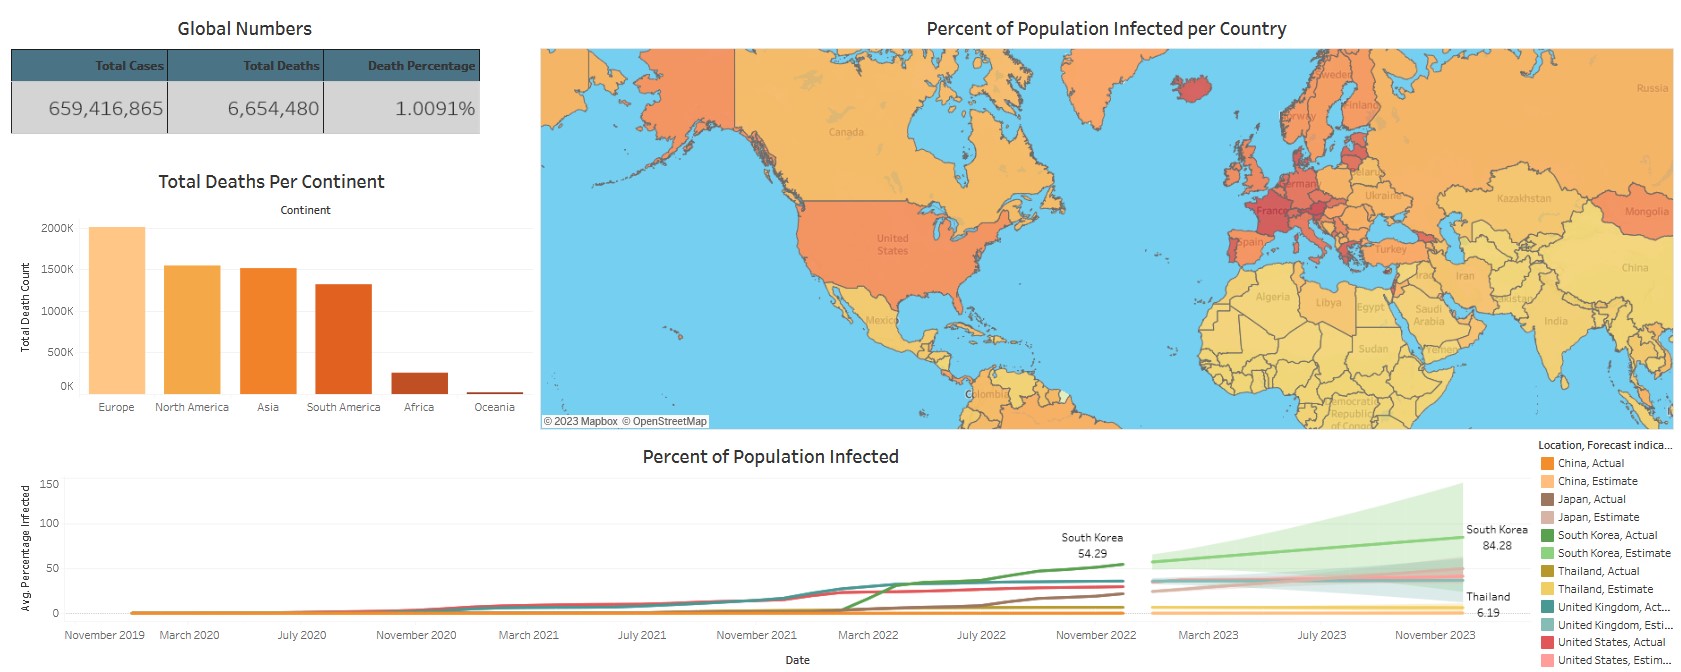 Global Numbers
Total Cases Total Deaths Death Percentage
659,416,865 6,654,480 1.0091%
Total Deaths Per Continent
Continent
Total Death Count
2000K
1500K
1000K
500K
0K
Europe North America Asia South America Africa Oceania
Percent of Population Infected per Country
Sweden
Russia
Finland
Norway
Canada
Belaru
German
Ukraine
Kazakhstan
France
Mongolia
United
States
Spain
Turkey
China
Iraq
Iran
Algeria
Libya
Egypt
Pakistan
Saudi
Arabia
India
Mexico
Sudan
Yemen
Colombia
Democratic
Republic
of Congo
© 2023 Mapbox © OpenStreetMap
Percent of Population Infected
Avg. Percentage Infected
150
100
50
0
South Korea
54.29
South Korea
84.28
Thailand
6.19
November 2019 March 2020 July 2020 November 2020 March 2021 July 2021 November 2021 March 2022 July 2022 November 2022 March 2023 July 2023 November 2023
Date
Location, Forecast indica...
China, Actual
China, Estimate
Japan, Actual
Japan, Estimate
South Korea, Actual
South Korea, Estimate
Thailand, Actual
Thailand, Estimate
United Kingdom, Act...
United Kingdom, Esti...
United States, Actual
United States, Estim...